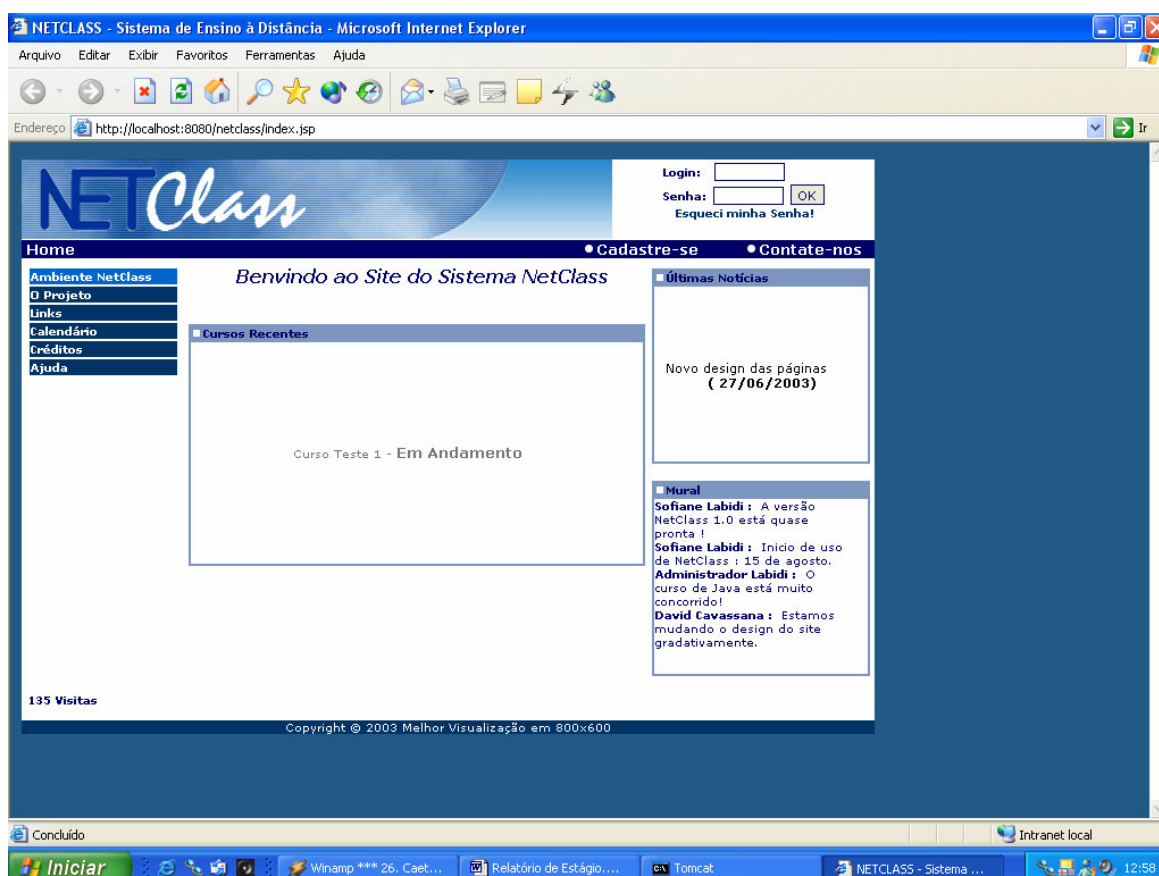 NETCLASS - Sistema de Ensino à Distância - Microsoft Internet Explorer
Arquivo Editar Exibir Favoritos Ferramentas Ajuda
Endereço http://localhost:8080/netclass/index.jsp Ir
NETClass
Login:
Senha: OK
Esqueci minha Senha!
Home Cadastre-se Contate-nos
Ambiente NetClass
O Projeto
Links
Calendário
Créditos
Ajuda
Benvindo ao Site do Sistema NetClass
Cursos Recentes
Curso Teste 1 - Em Andamento
Últimas Notícias
Novo design das páginas
( 27/06/2003)
Mural
Sofiane Labidi : A versão
NetClass 1.0 está quase
pronta !
Sofiane Labidi : Inicio de uso
de NetClass : 15 de agosto.
Administrador Labidi : O
curso de Java está muito
concorrido!
David Cavassana : Estamos
mudando o design do site
gradativamente.
135 Visitas
Copyright © 2003 Melhor Visualização em 800x600
Concluído Intranet local
Iniciar Winamp *** 26. Caet... Relatório de Estágio.... Tomcat NETCLASS - Sistema ... 12:58